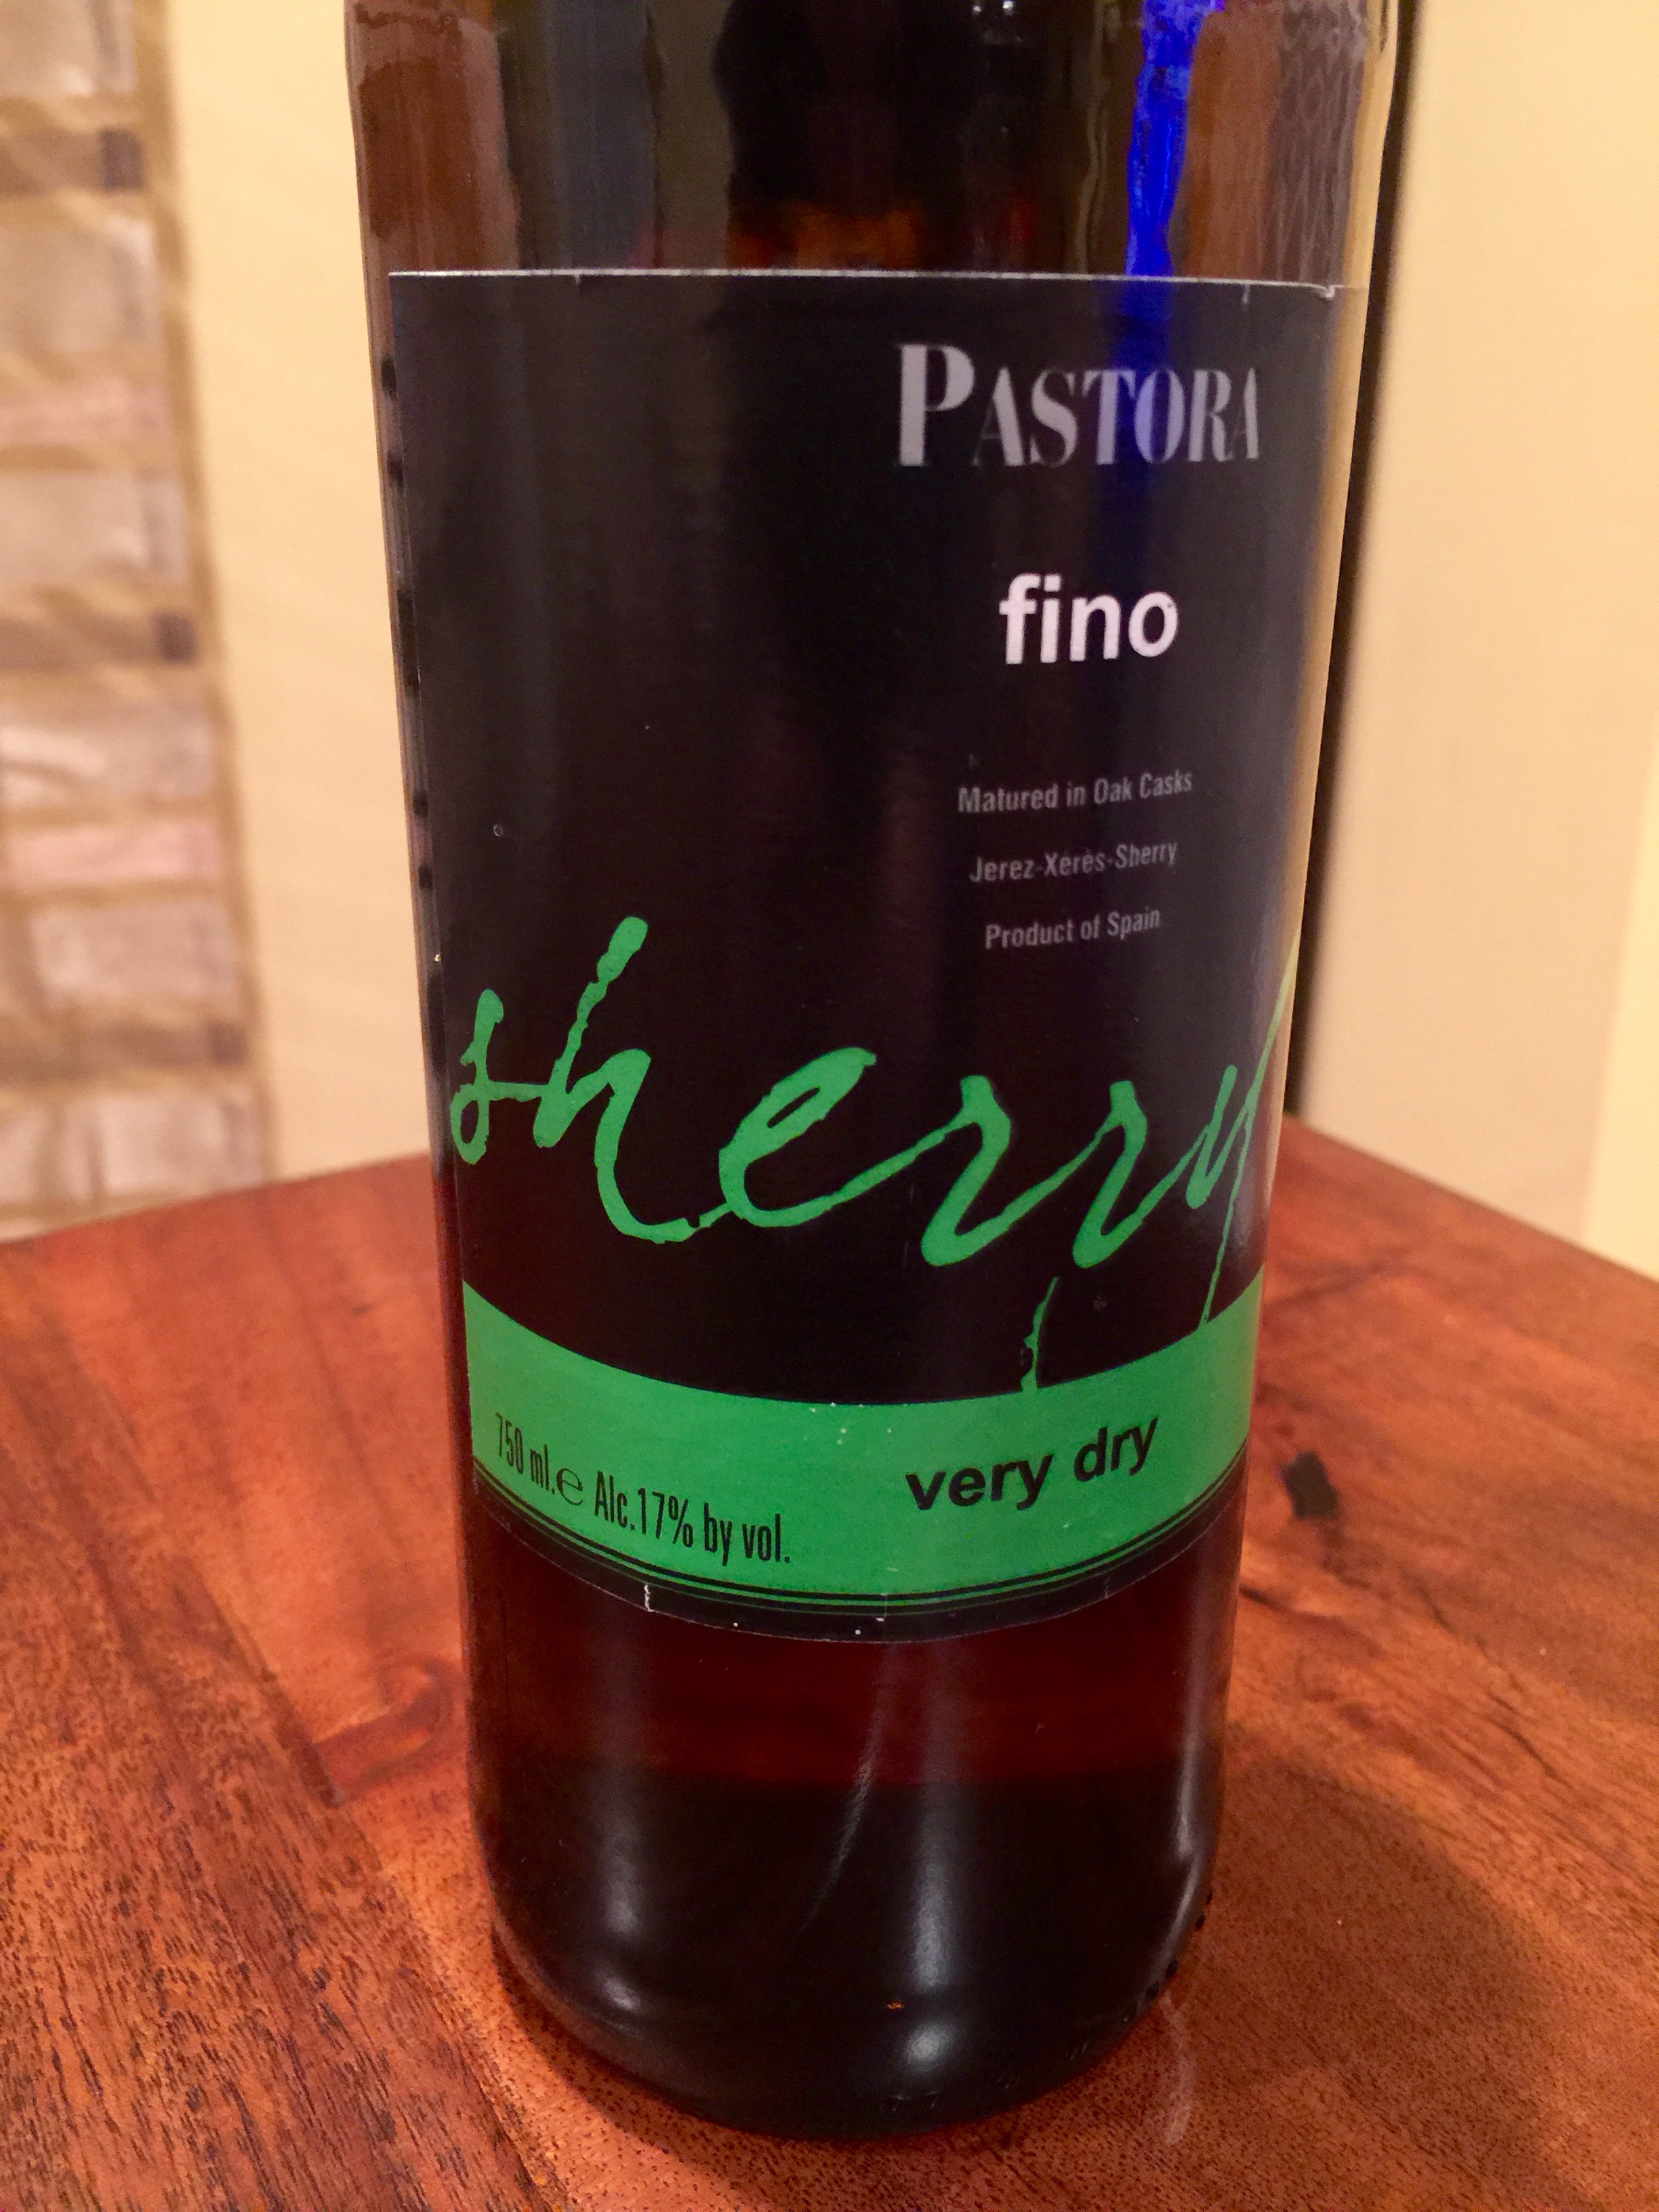 PASTORA
fino
Matured in Oak Casks
Jerez-Xérès-Sherry
Product of Spain
sherry
750 ml.℮ Alc.17% by vol.
very dry